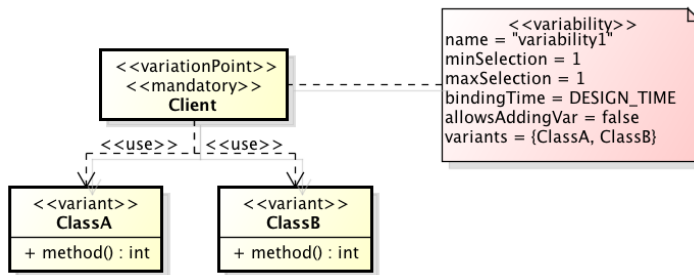 <<variationPoint>>
<<mandatory>>
Client
<<variability>>
name = "variability1"
minSelection = 1
maxSelection = 1
bindingTime = DESIGN_TIME
allowsAddingVar = false
variants = {ClassA, ClassB}
<<use>> <<use>>
<<variant>>
ClassA
+ method() : int
<<variant>>
ClassB
+ method() : int